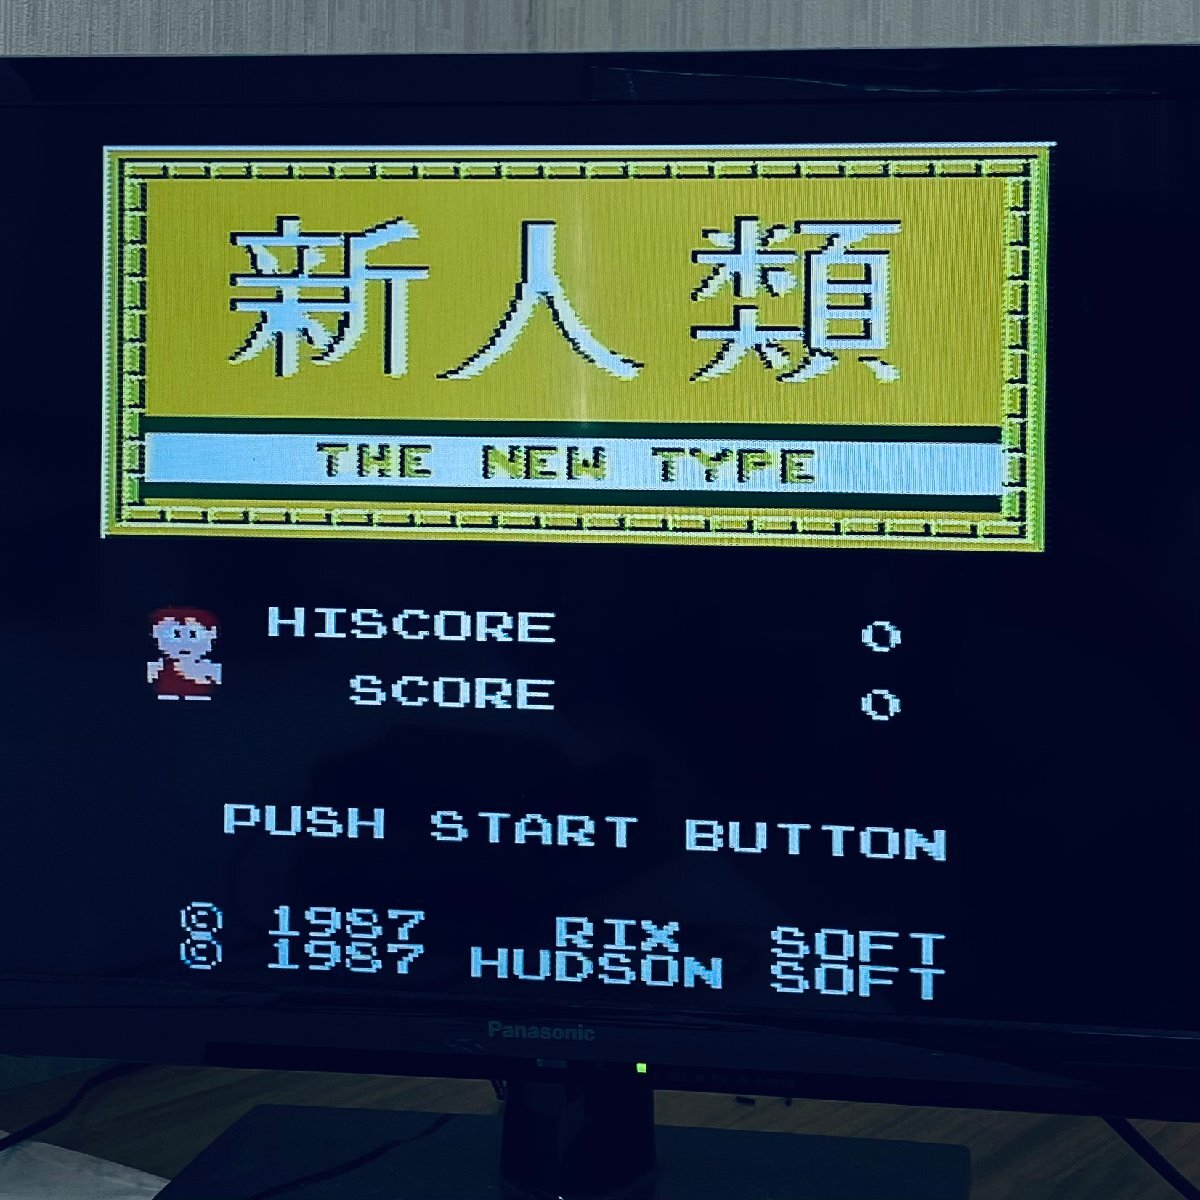 新人類
THE NEW TYPE
HISCORE 0
SCORE 0
PUSH START BUTTON
© 1987 RIX SOFT
© 1987 HUDSON SOFT
Panasonic